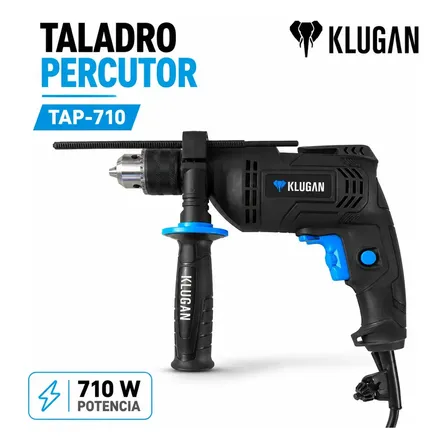 TALADRO
PERCUTOR
TAP-710
KLUGAN
KLUGAN
KLUGAN
710 W
POTENCIA